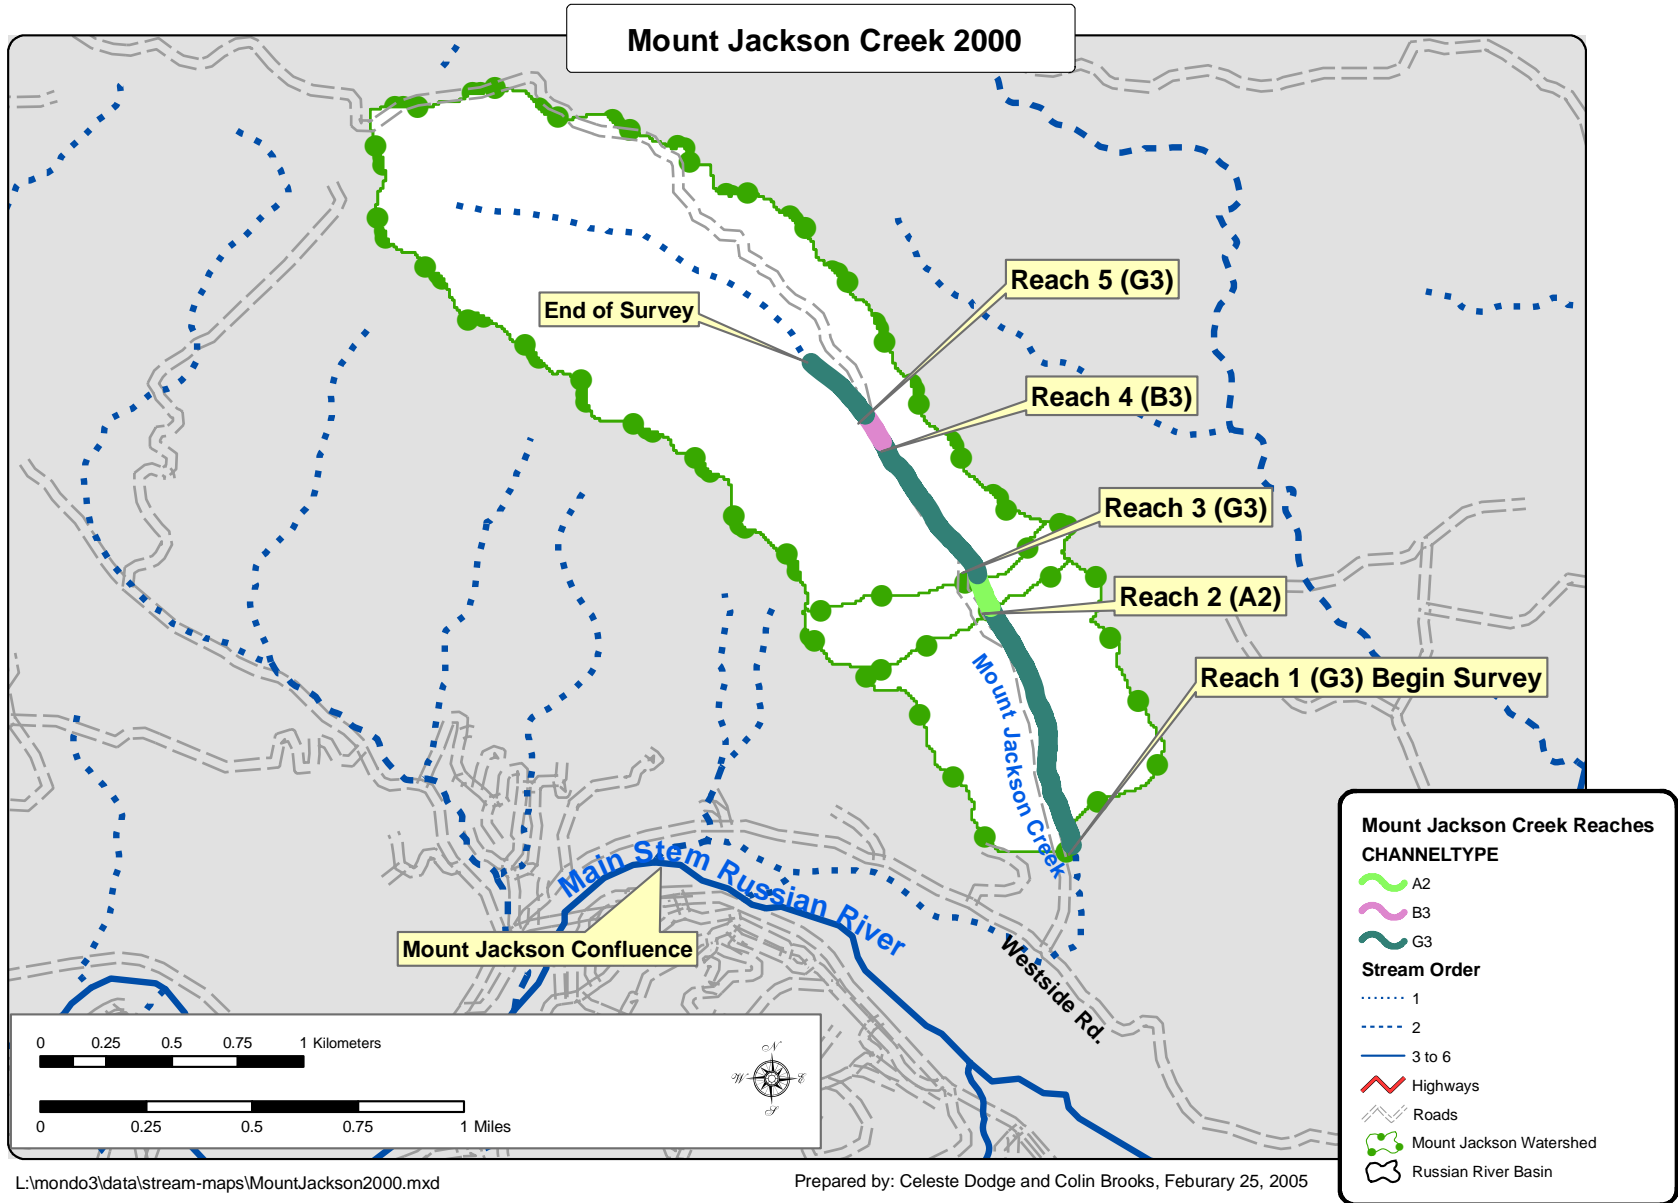 Mount Jackson Creek 2000
Reach 5 (G3)
End of Survey
Reach 4 (B3)
Reach 3 (G3)
Reach 2 (A2)
Reach 1 (G3) Begin Survey
Mount Jackson Creek
Main Stem Russian River
Mount Jackson Confluence
Westside Rd.
Mount Jackson Creek Reaches
CHANNELTYPE
A2
B3
G3
Stream Order
1
2
3 to 6
Highways
Roads
Mount Jackson Watershed
Russian River Basin
0 0.25 0.5 0.75 1 Kilometers
0 0.25 0.5 0.75 1 Miles
N
W E
S
L:\mondo3\data\stream-maps\MountJackson2000.mxd
Prepared by: Celeste Dodge and Colin Brooks, Feburary 25, 2005